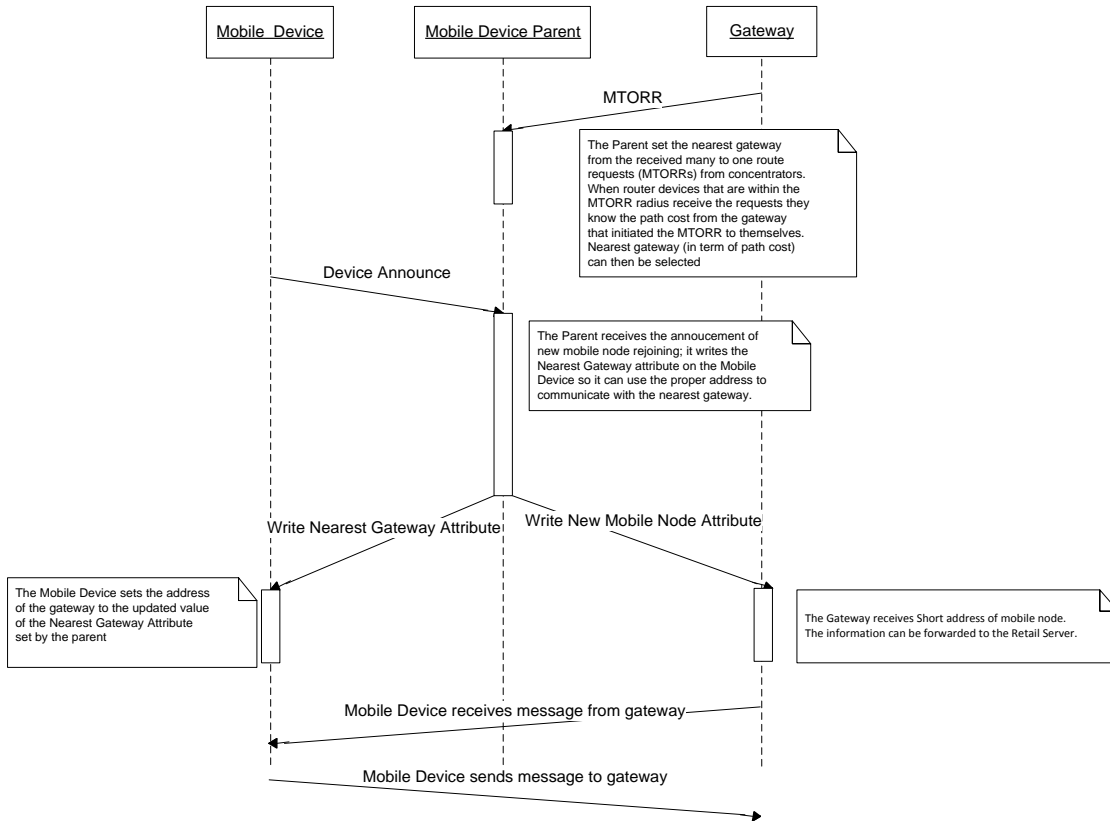 Mobile Device
Mobile Device Parent
Gateway
MTORR
The Parent set the nearest gateway
from the received many to one route
requests (MTORRs) from concentrators.
When router devices that are within the
MTORR radius receive the requests they
know the path cost from the gateway
that initiated the MTORR to themselves.
Nearest gateway (in term of path cost)
can then be selected
Device Announce
The Parent receives the annoucement of
new mobile node rejoining; it writes the
Nearest Gateway attribute on the Mobile
Device so it can use the proper address to
communicate with the nearest gateway.
Write Nearest Gateway Attribute
Write New Mobile Node Attribute
The Mobile Device sets the address
of the gateway to the updated value
of the Nearest Gateway Attribute
set by the parent
The Gateway receives Short address of mobile node.
The information can be forwarded to the Retail Server.
Mobile Device receives message from gateway
Mobile Device sends message to gateway